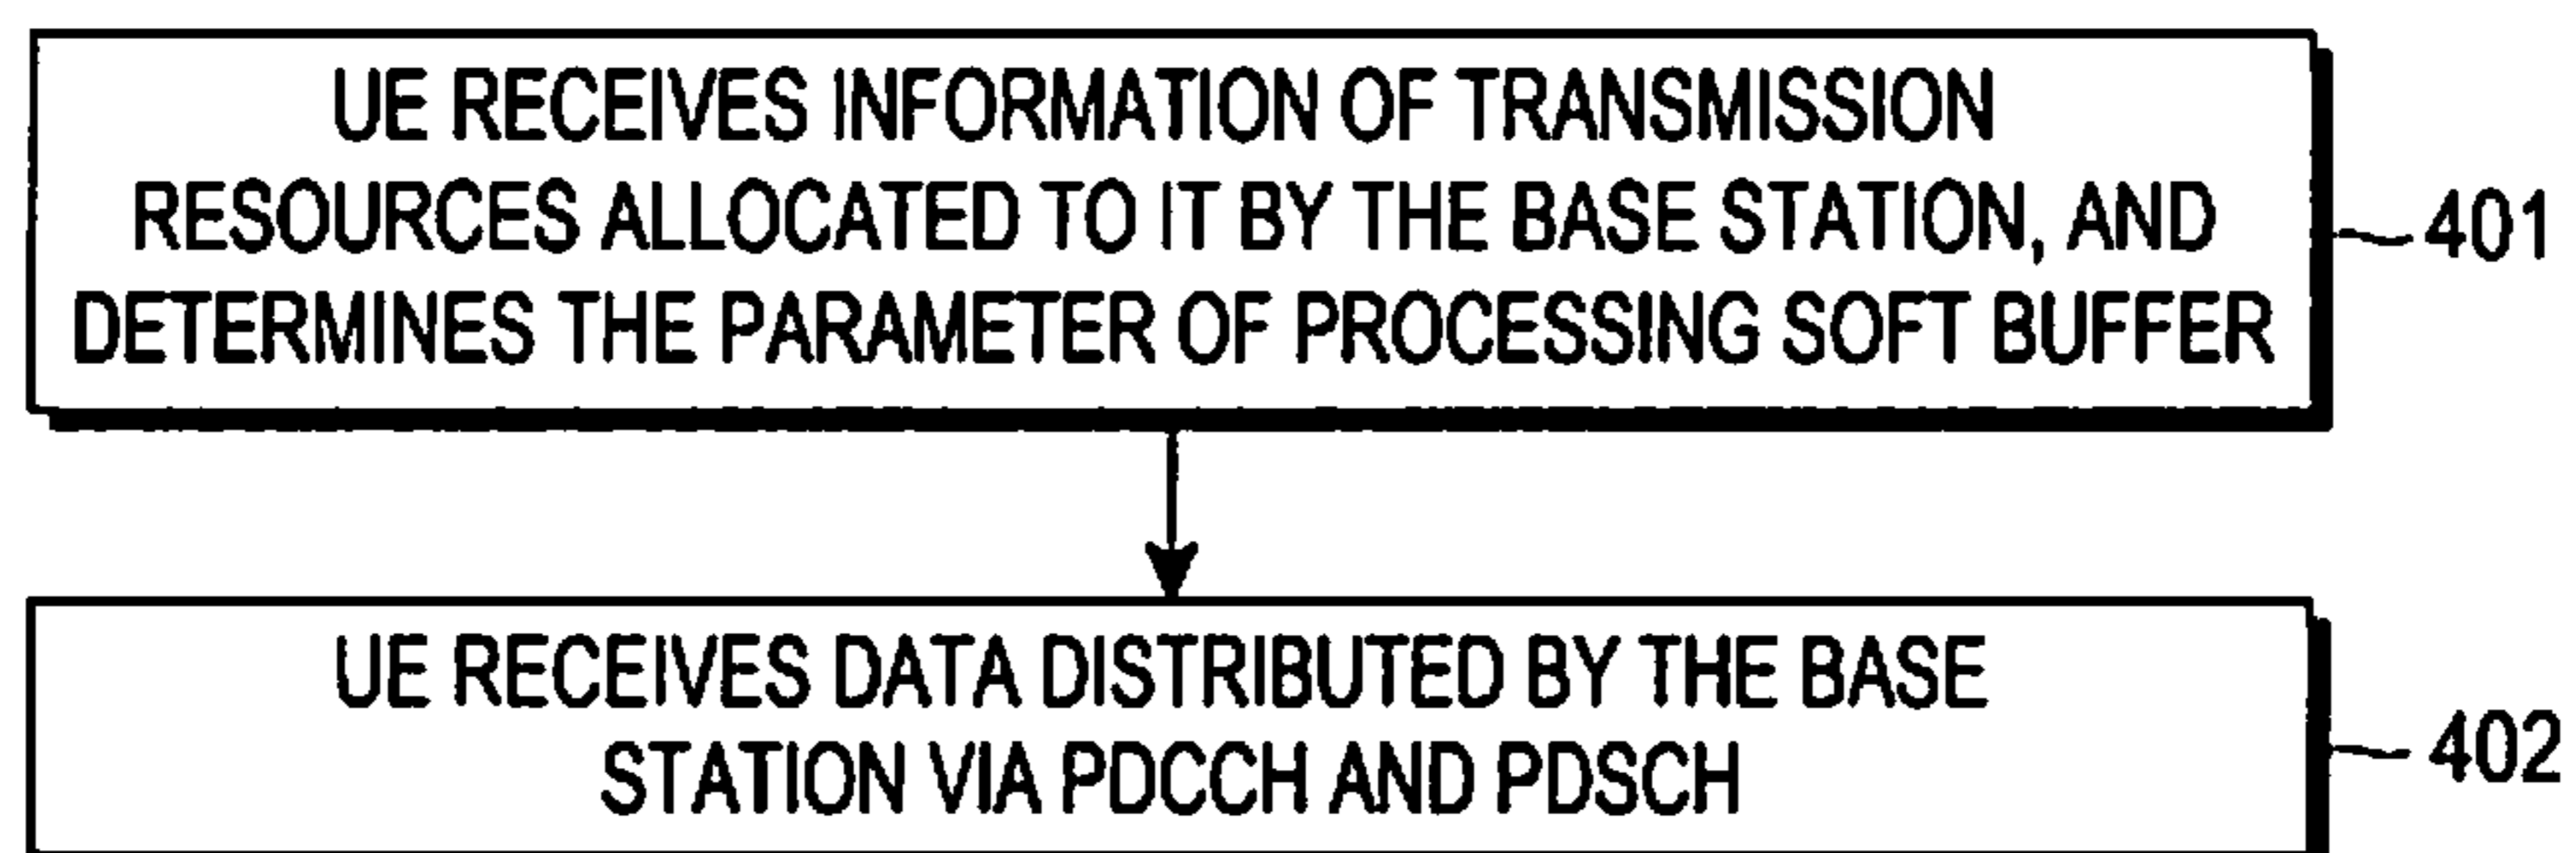 UE RECEIVES INFORMATION OF TRANSMISSION
RESOURCES ALLOCATED TO IT BY THE BASE STATION, AND
DETERMINES THE PARAMETER OF PROCESSING SOFT BUFFER
401
UE RECEIVES DATA DISTRIBUTED BY THE BASE
STATION VIA PDCCH AND PDSCH
402